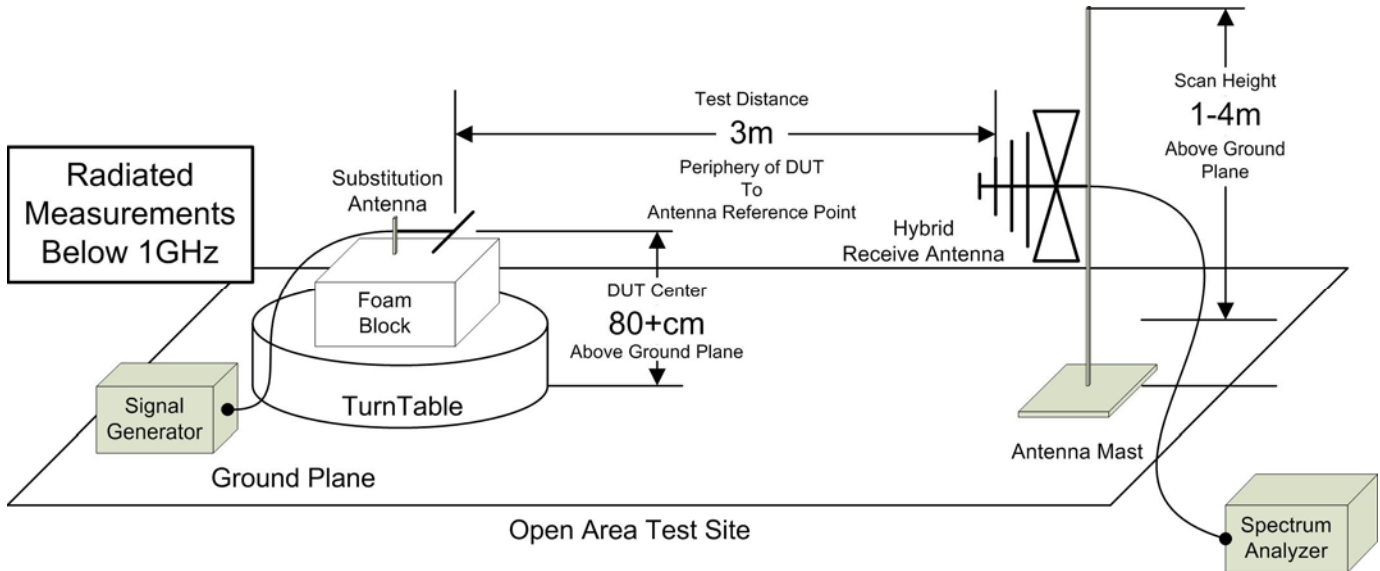 Radiated
Measurements
Below 1GHz
Substitution
Antenna
Test Distance
3m
Periphery of DUT
To
Antenna Reference Point
Scan Height
1-4m
Above Ground
Plane
Hybrid
Receive Antenna
Foam
Block
DUT Center
80+cm
Above Ground Plane
TurnTable
Signal
Generator
Ground Plane
Antenna Mast
Open Area Test Site
Spectrum
Analyzer